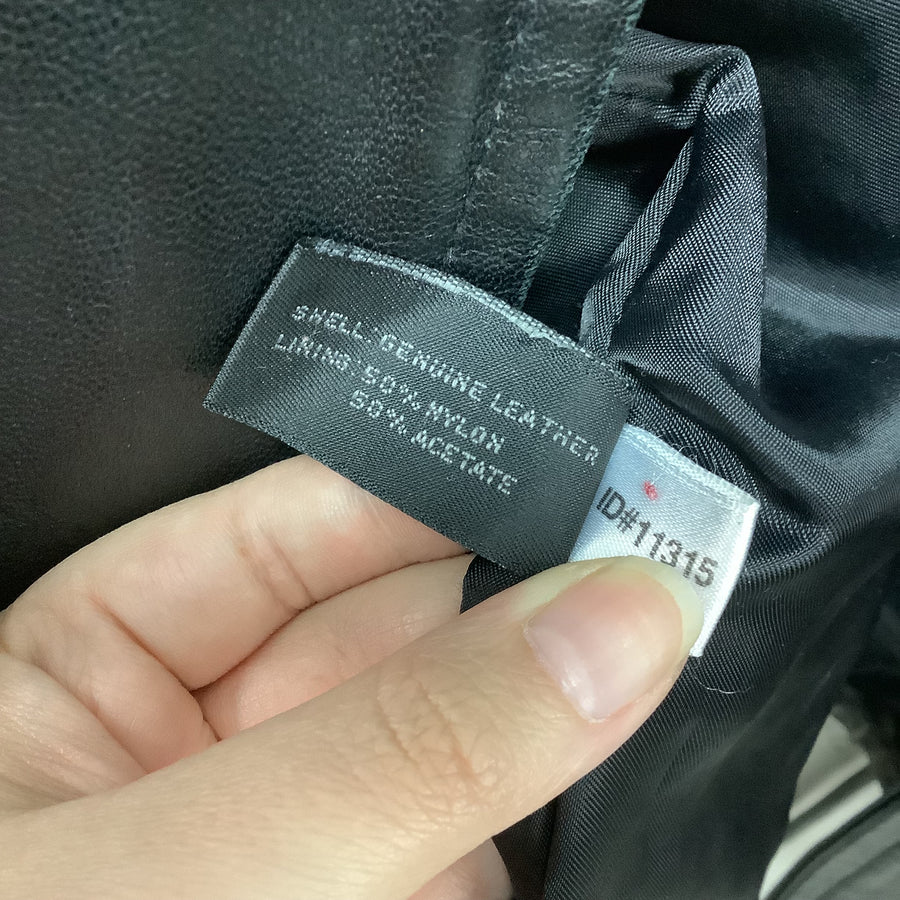 SHELL: GENUINE LEATHER
LINING: 50% NYLON
50% ACETATE
ID#11315